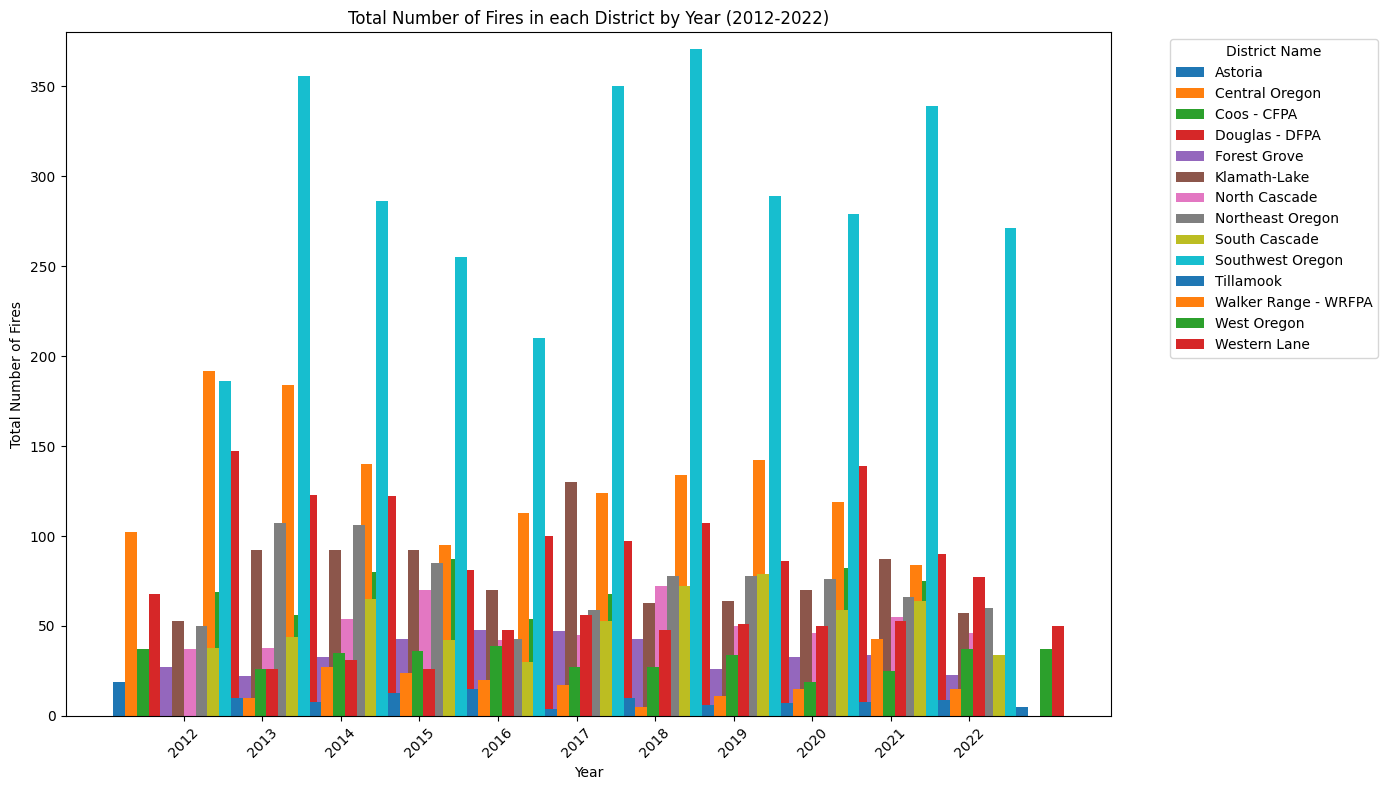 Total Number of Fires in each District by Year (2012-2022)
District Name
Astoria
Central Oregon
Coos - CFPA
Douglas - DFPA
Forest Grove
Klamath-Lake
North Cascade
Northeast Oregon
South Cascade
Southwest Oregon
Tillamook
Walker Range - WRFPA
West Oregon
Western Lane
Total Number of Fires
350
300
250
200
150
100
50
0
2012
2013
2014
2015
2016
2017
2018
2019
2020
2021
2022
Year